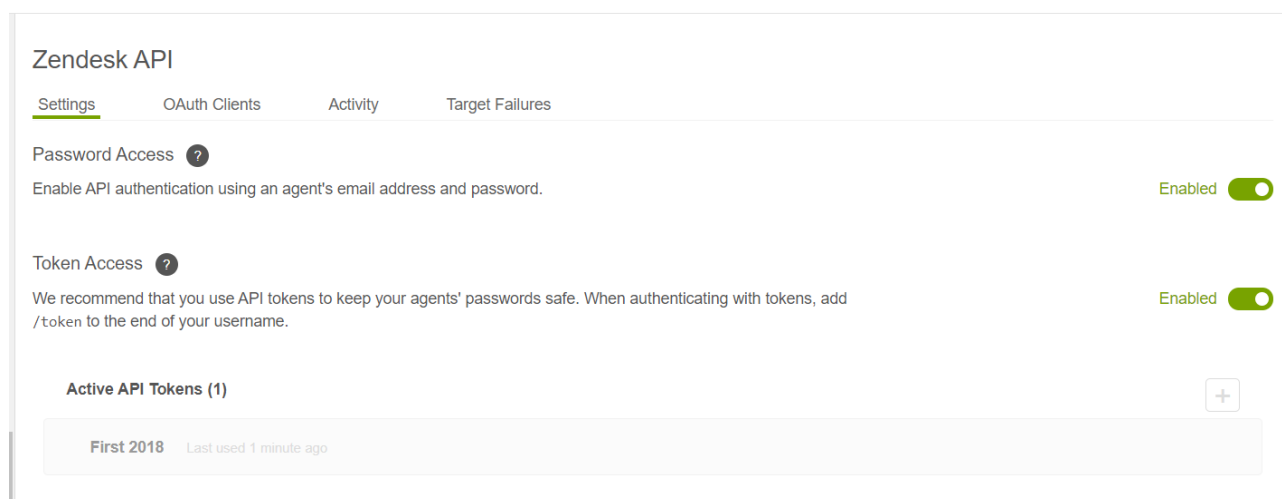 Zendesk API
Settings OAuth Clients Activity Target Failures
Password Access ?
Enable API authentication using an agent's email address and password. Enabled
Token Access ?
We recommend that you use API tokens to keep your agents' passwords safe. When authenticating with tokens, add Enabled
/token to the end of your username.
Active API Tokens (1) +
First 2018 Last used 1 minute ago